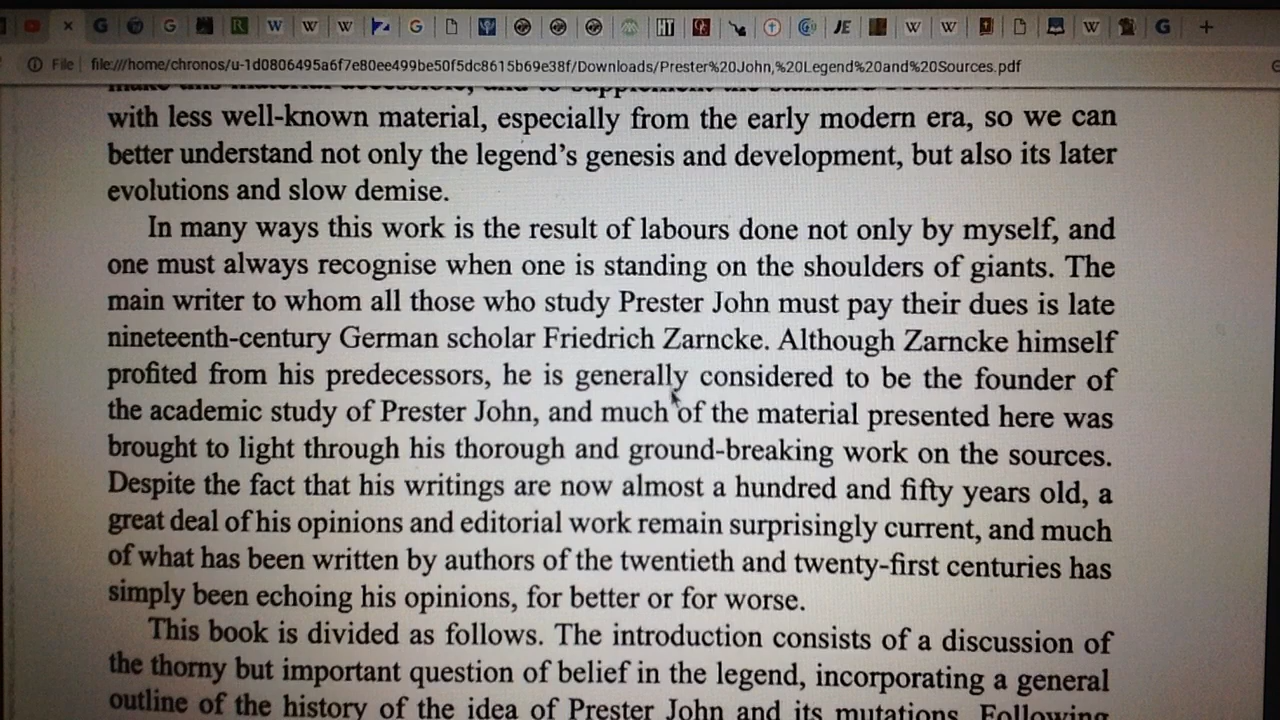 File
file:///home/chronos/u-1d0806495a6f7e80ee499be50f5dc8615b69e38f/Downloads/Prester%20John,%20Legend%20and%20Sources.pdf
with less well-known material, especially from the early modern era, so we can
better understand not only the legend's genesis and development, but also its later
evolutions and slow demise.
In many ways this work is the result of labours done not only by myself, and
one must always recognise when one is standing on the shoulders of giants. The
main writer to whom all those who study Prester John must pay their dues is late
nineteenth-century German scholar Friedrich Zarncke. Although Zarncke himself
profited from his predecessors, he is generally considered to be the founder of
the academic study of Prester John, and much of the material presented here was
brought to light through his thorough and ground-breaking work on the sources.
Despite the fact that his writings are now almost a hundred and fifty years old, a
great deal of his opinions and editorial work remain surprisingly current, and much
of what has been written by authors of the twentieth and twenty-first centuries has
simply been echoing his opinions, for better or for worse.
This book is divided as follows. The introduction consists of a discussion of
the thorny but important question of belief in the legend, incorporating a general
outline of the history of the idea of Prester John and its mutations. Following